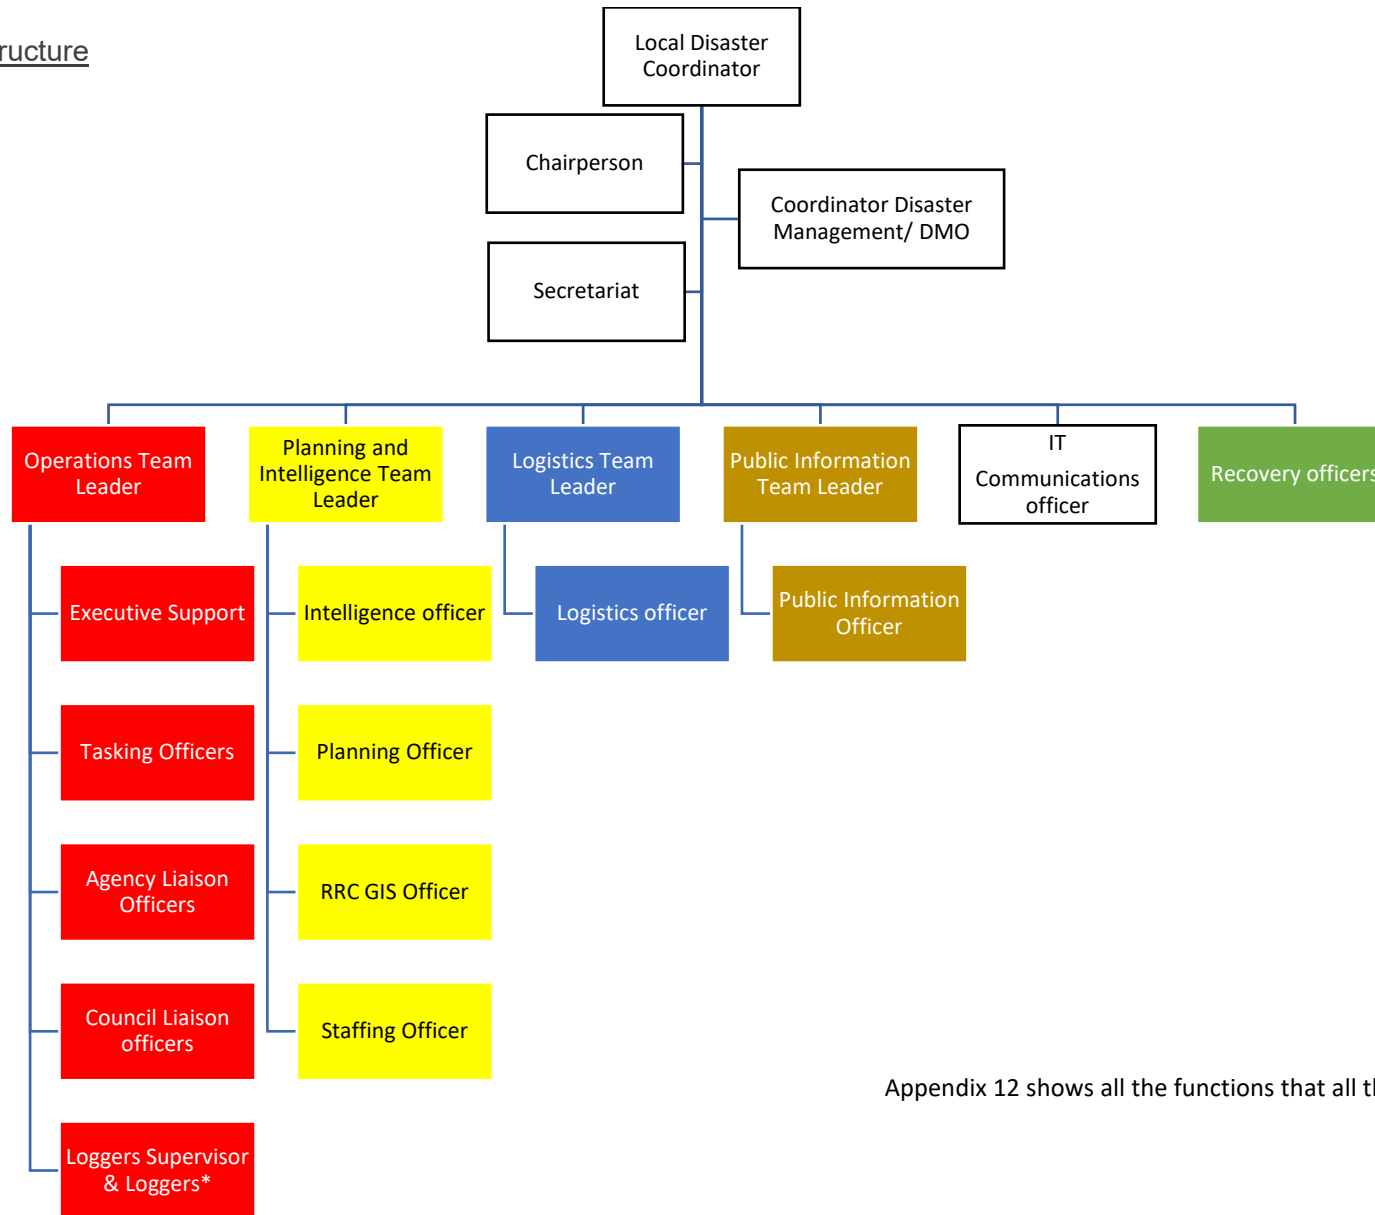 ructure
Local Disaster
Coordinator
Chairperson
Coordinator Disaster
Management/ DMO
Secretariat
Operations Team
Leader
Planning and
Intelligence Team
Leader
Logistics Team
Leader
Public Information
Team Leader
IT
Communications
officer
Recovery officers
Executive Support
Intelligence officer
Logistics officer
Public Information
Officer
Tasking Officers
Planning Officer
Agency Liaison
Officers
RRC GIS Officer
Council Liaison
officers
Staffing Officer
Appendix 12 shows all the functions that all th
Loggers Supervisor
& Loggers*